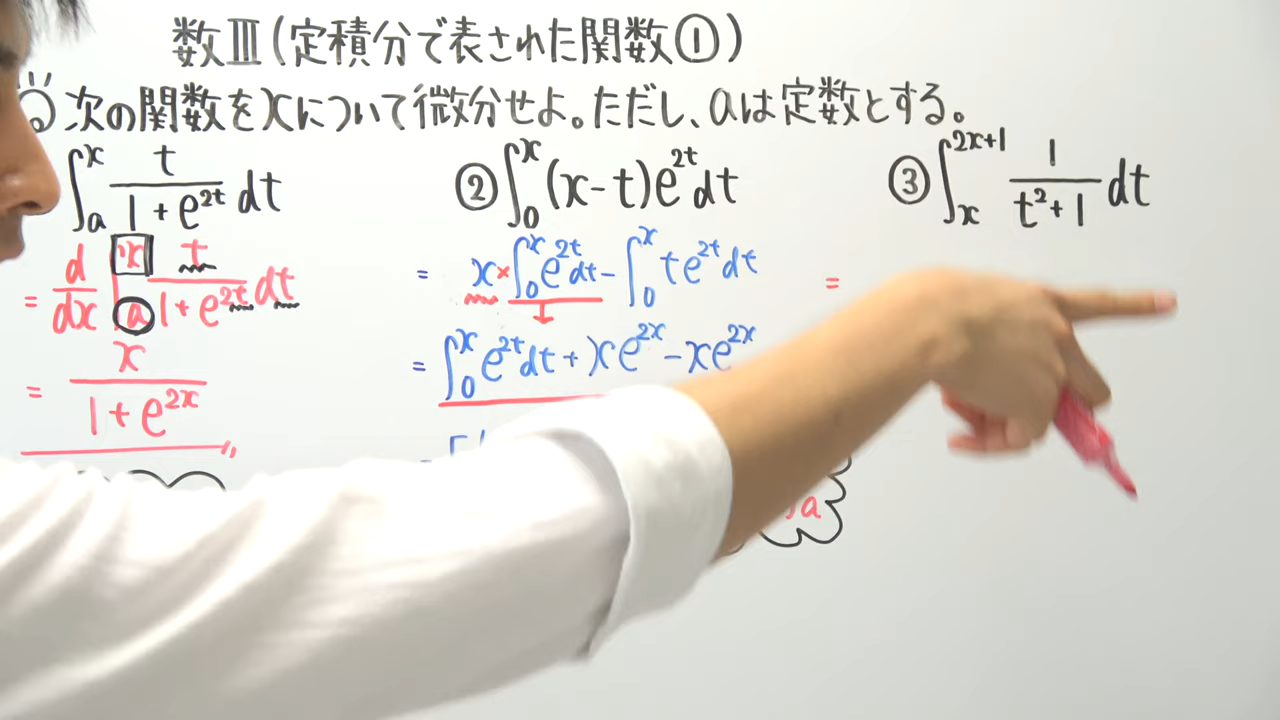 数Ⅲ(定積分で表された関数①)
次の関数をxについて微分せよ。ただし、aは定数とする。
∫_a^x t/(1+e^{2t}) dt
= d/dx ∫_a^x t/(1+e^{2t}) dt
= x/(1+e^{2x})
② ∫_0^x (x-t)e^{2t}dt
= x×∫_0^x e^{2t}dt - ∫_0^x te^{2t}dt
= ∫_0^x e^{2t}dt + xe^{2x} - xe^{2x}
a
③ ∫_x^{2x+1} 1/(t²+1) dt
=